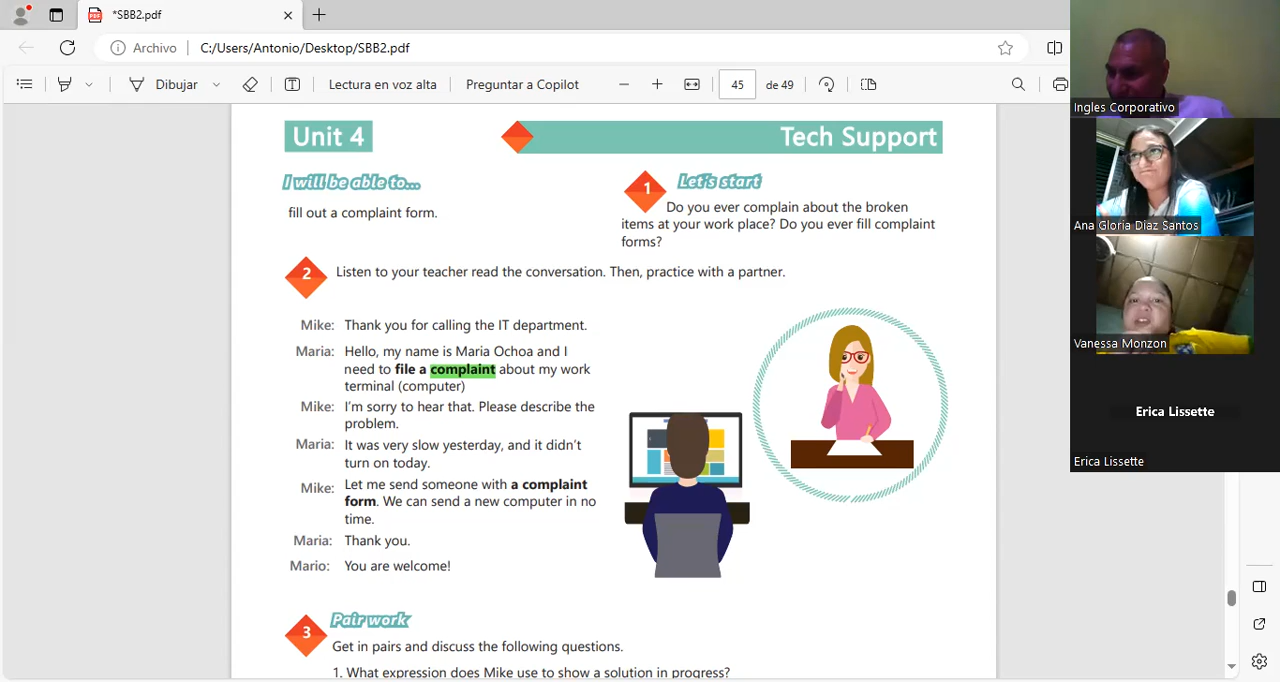 *SBB2.pdf
Archivo
C:/Users/Antonio/Desktop/SBB2.pdf
Dibujar
Lectura en voz alta
Preguntar a Copilot
45
de 49
Unit 4
Tech Support
I will be able to...
fill out a complaint form.
1
Let's start
Do you ever complain about the broken
items at your work place? Do you ever fill complaint
forms?
2
Listen to your teacher read the conversation. Then, practice with a partner.
Mike: Thank you for calling the IT department.
Maria: Hello, my name is Maria Ochoa and I
need to file a complaint about my work
terminal (computer)
Mike: I'm sorry to hear that. Please describe the
problem.
Maria: It was very slow yesterday, and it didn't
turn on today.
Mike: Let me send someone with a complaint
form. We can send a new computer in no
time.
Maria: Thank you.
Mario: You are welcome!
3
Pair work
Get in pairs and discuss the following questions.
1. What expression does Mike use to show a solution in progress?
Ingles Corporativo
Ana Gloria Diaz Santos
Vanessa Monzon
Erica Lissette
Erica Lissette